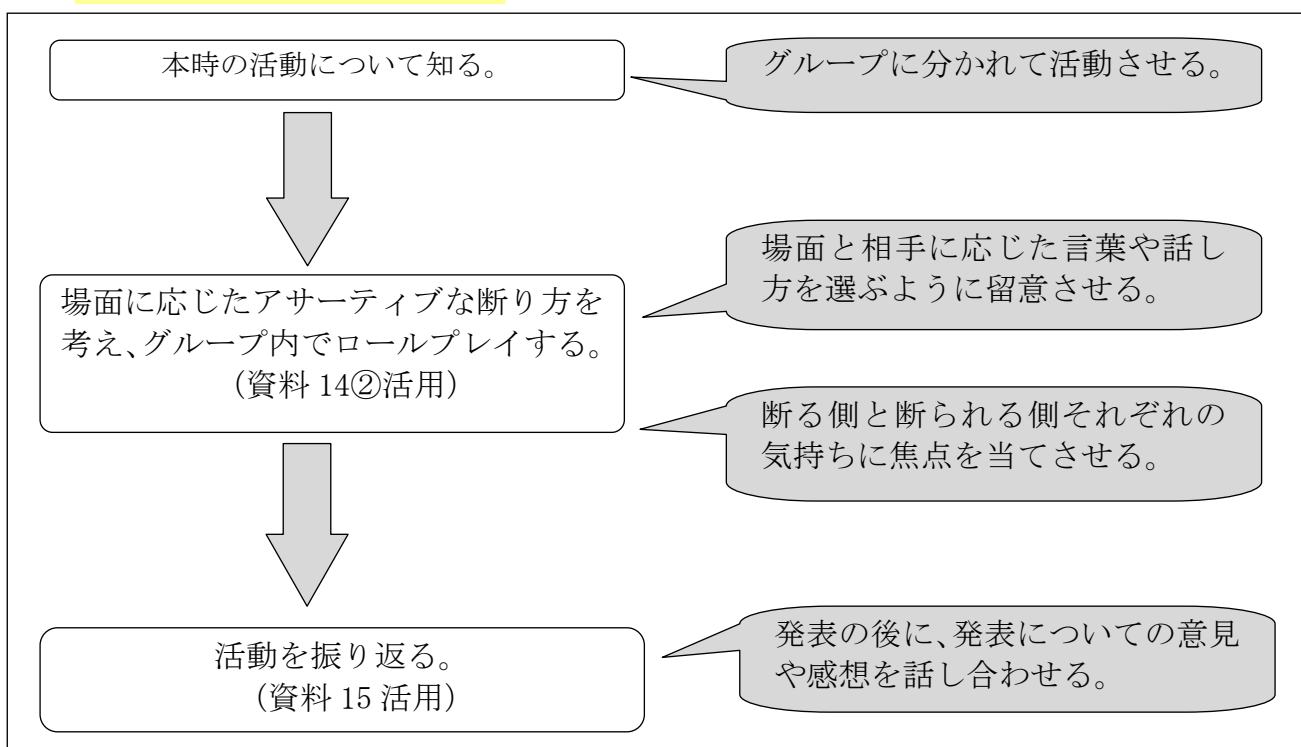 本時の活動について知る。
グループに分かれて活動させる。
場面と相手に応じた言葉や話し
方を選ぶように留意させる。
場面に応じたアサーティブな断り方を
考え、グループ内でロールプレイする。
(資料 14②活用)
断る側と断られる側それぞれの
気持ちに焦点を当てさせる。
活動を振り返る。
(資料 15 活用)
発表の後に、発表についての意見
や感想を話し合わせる。